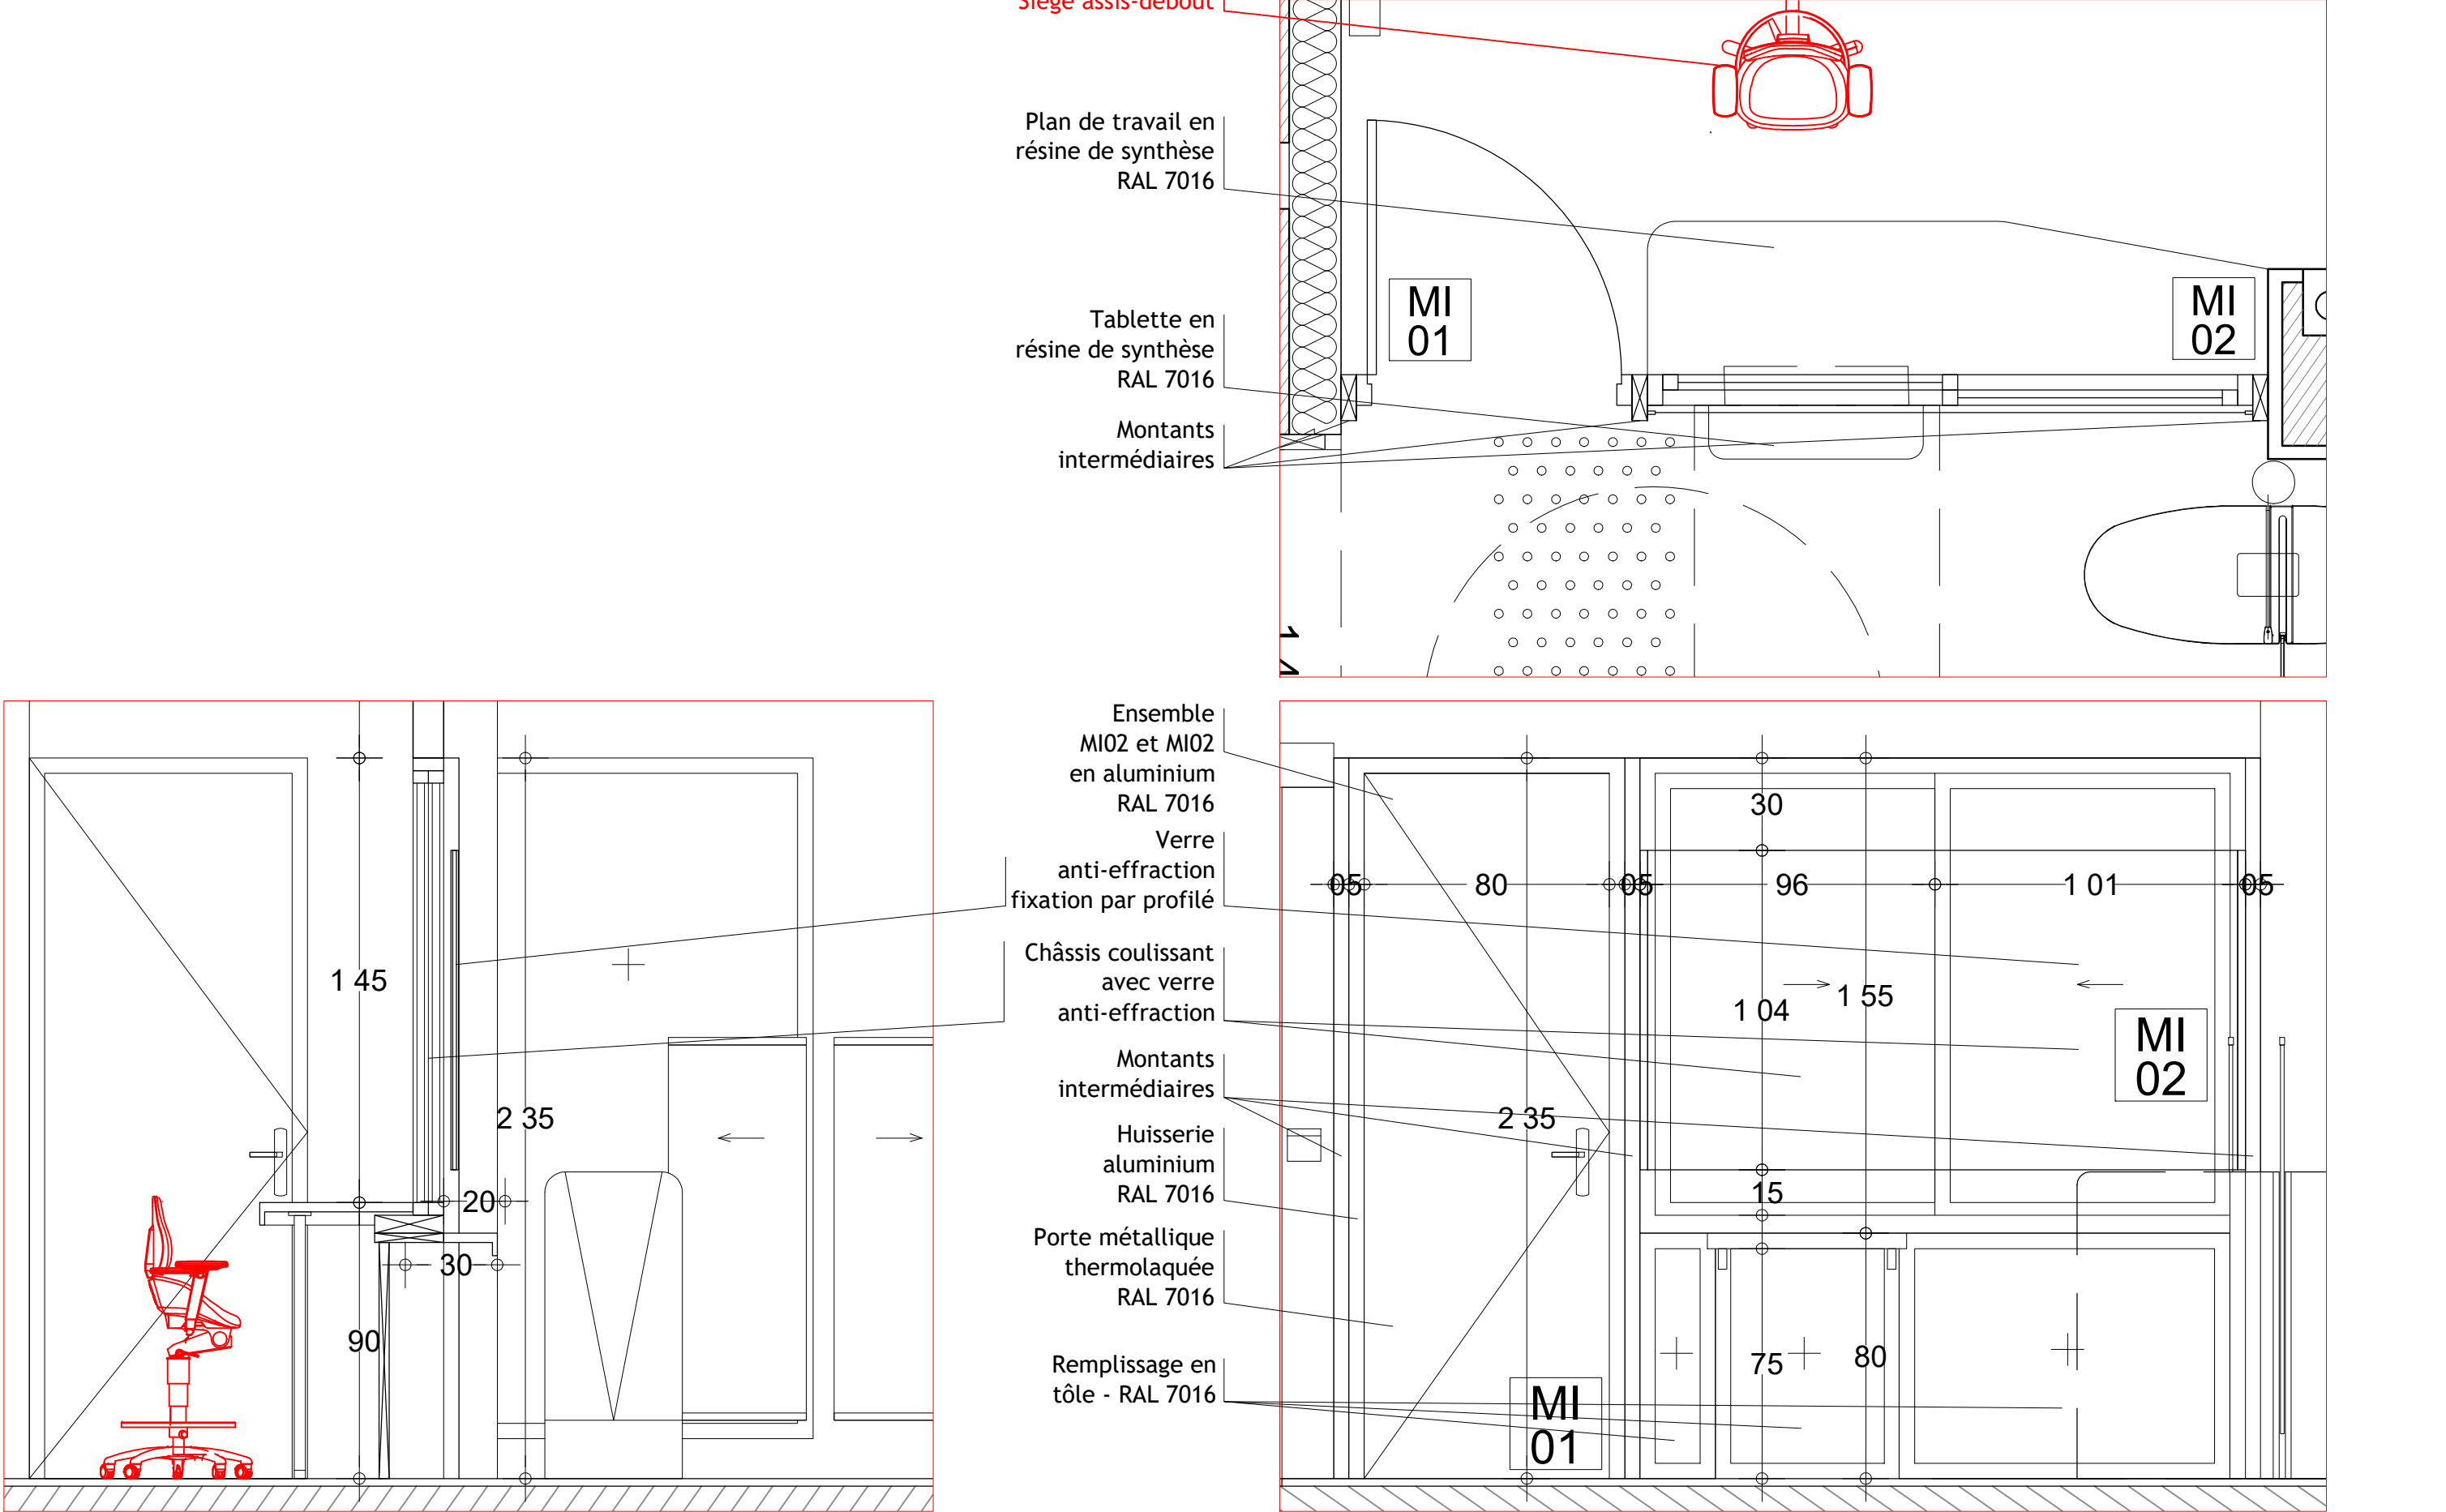 Siège assis-debout
Plan de travail en
résine de synthèse
RAL 7016
Tablette en
résine de synthèse
RAL 7016
Montants
intermédiaires
MI
01
MI
02
Ensemble
MI02 et MI02
en aluminium
RAL 7016
Verre
anti-effraction
fixation par profilé
Châssis coulissant
avec verre
anti-effraction
Montants
intermédiaires
Huisserie
aluminium
RAL 7016
Porte métallique
thermolaquée
RAL 7016
Remplissage en
tôle - RAL 7016
1 45
2 35
20
30
90
30
05
80
05
96
1 01
05
1 04
1 55
MI
02
2 35
15
75
80
MI
01